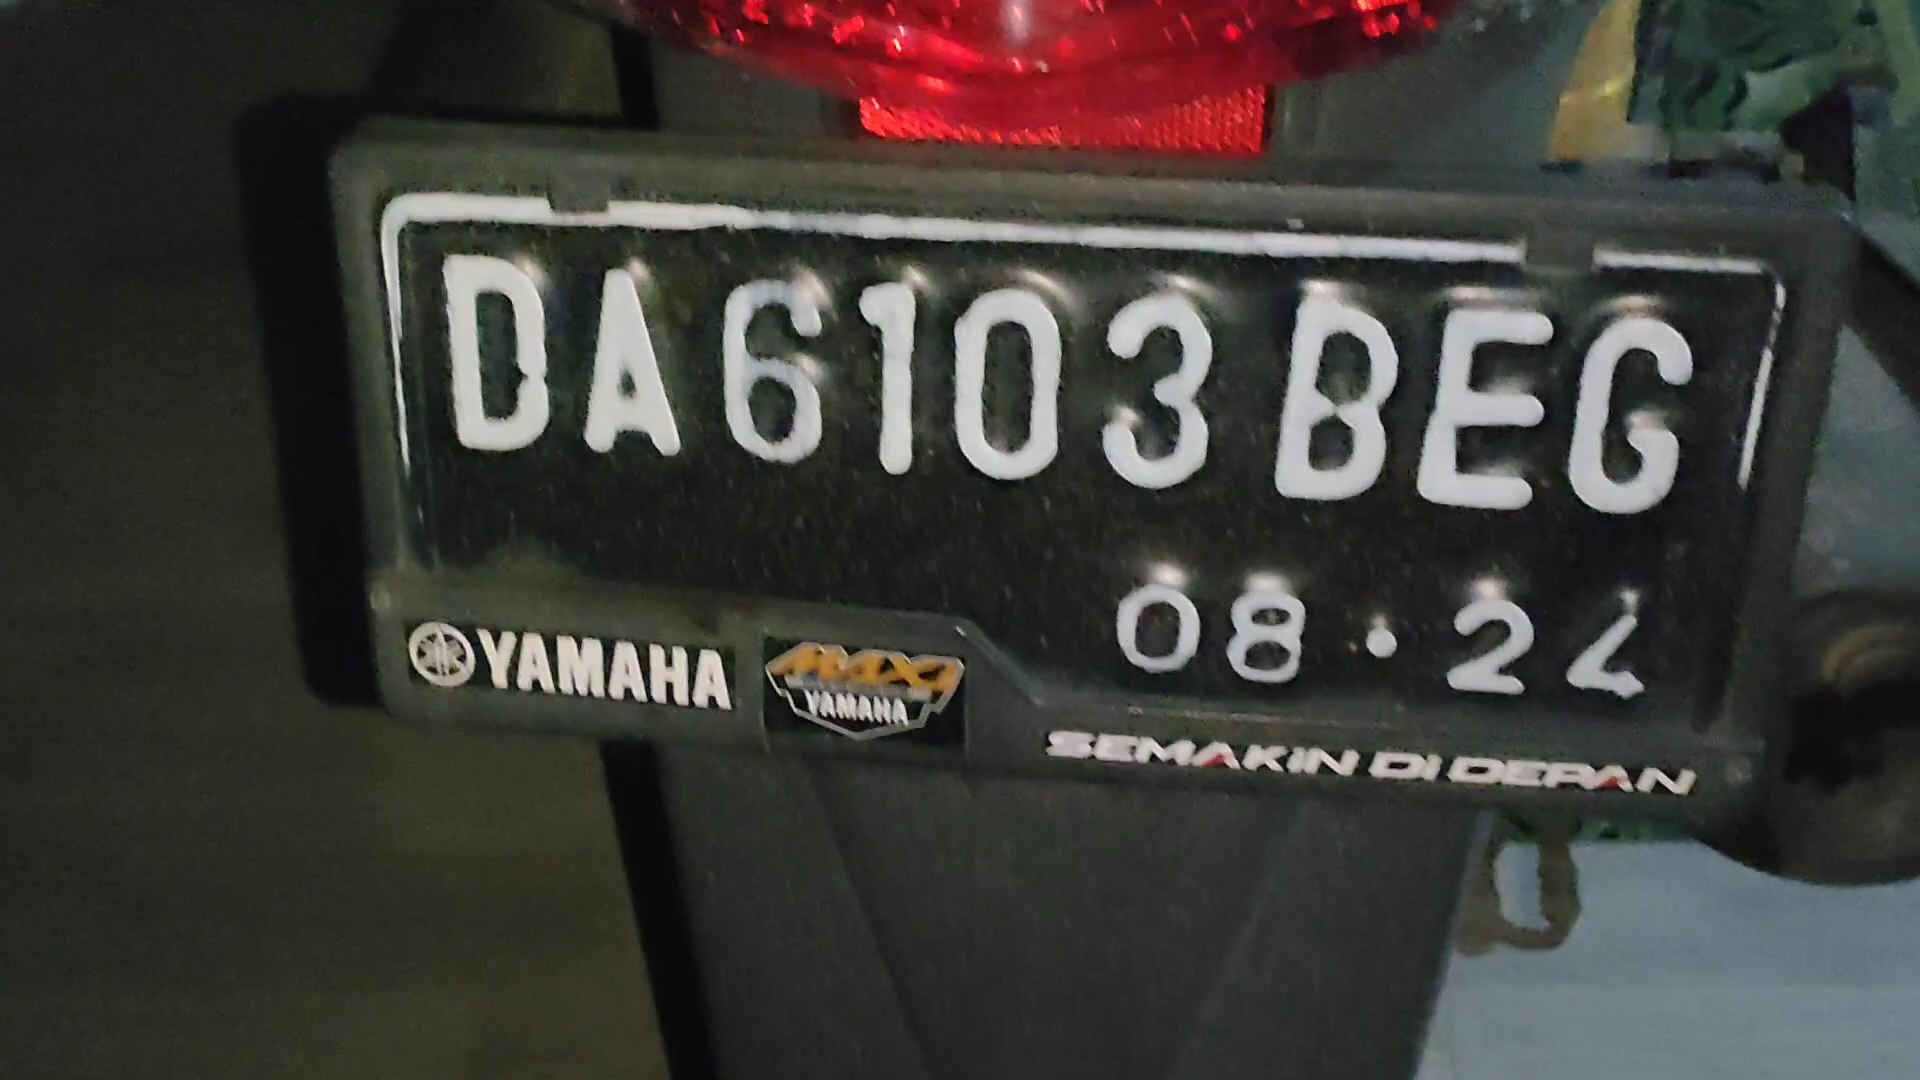 DA 6103 BEG
08 · 24
YAMAHA
MAXI
YAMAHA
SEMAKIN DI DEPAN